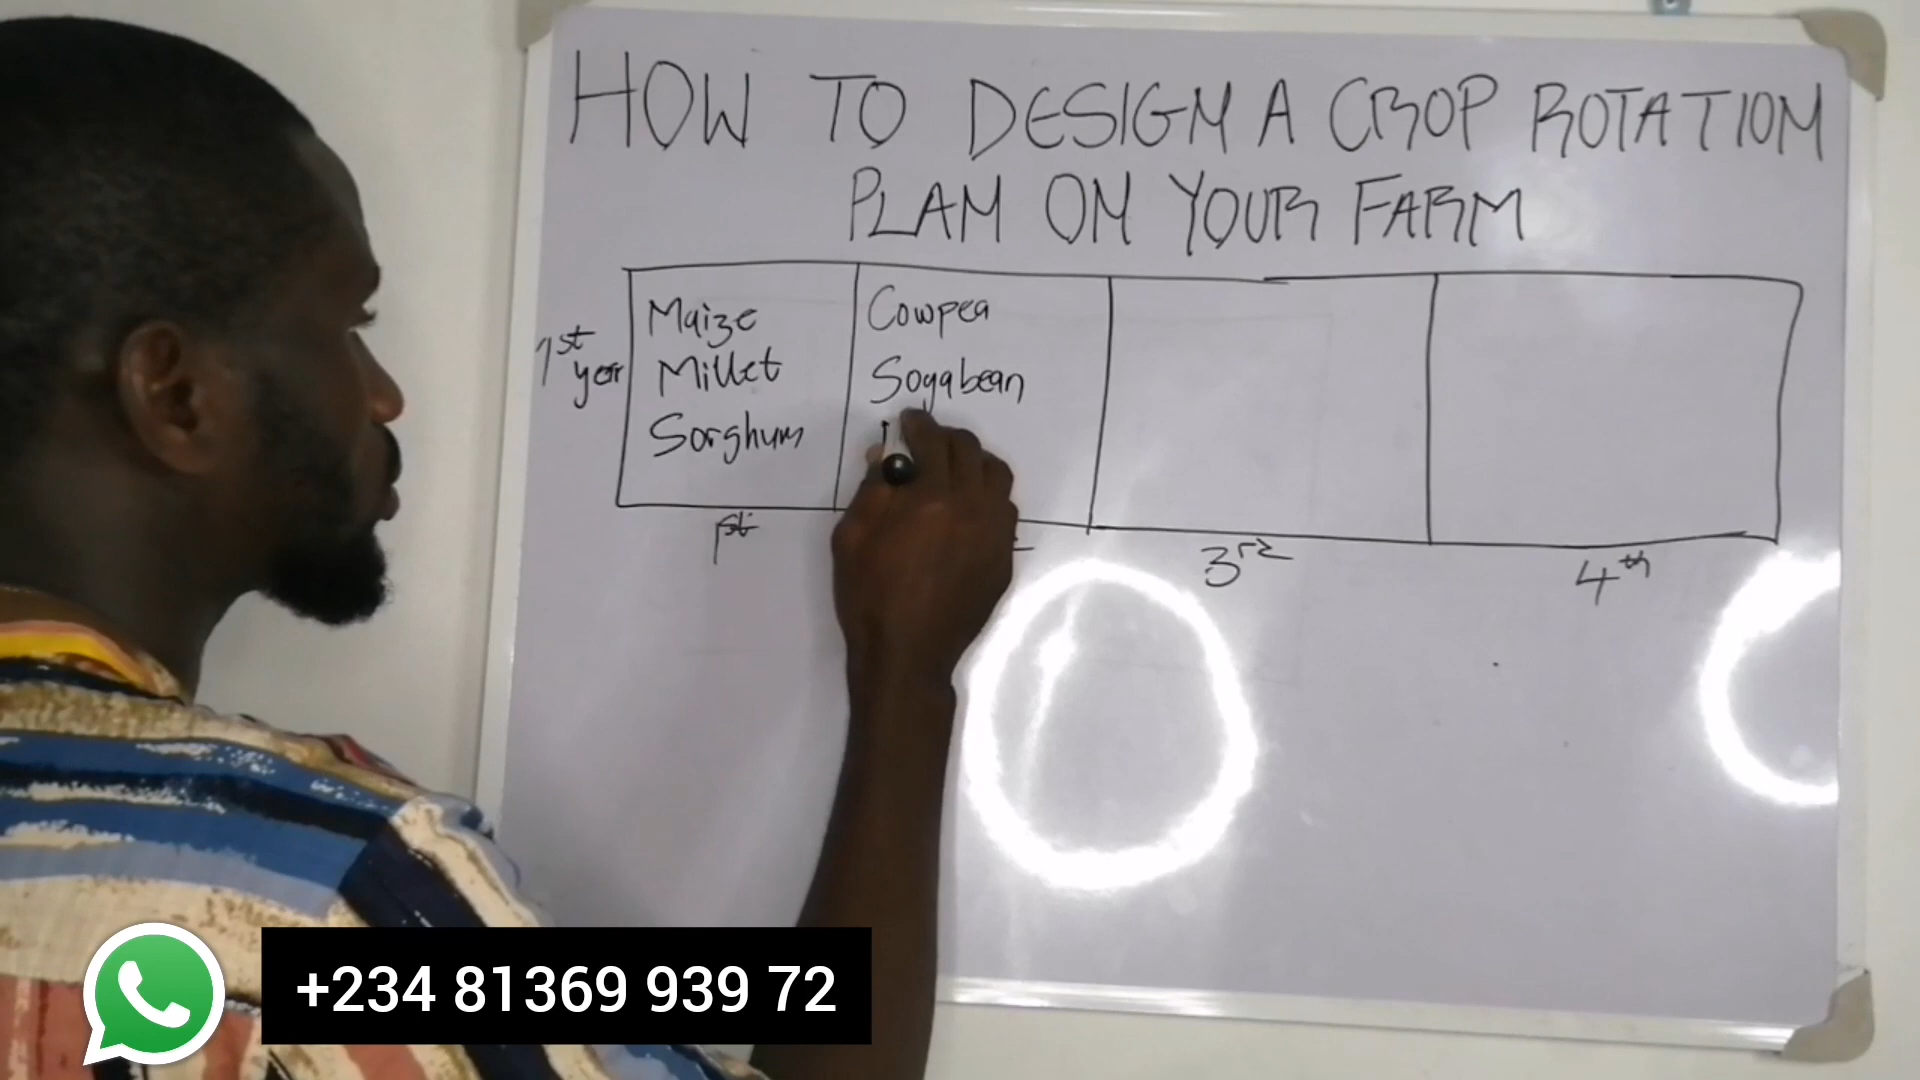 HOW TO DESIGN A CROP ROTATION
PLAN ON YOUR FARM
1st year
Maize
Millet
Sorghum
Cowpea
Soyabean
1st
3rd
4th
+234 81369 939 72